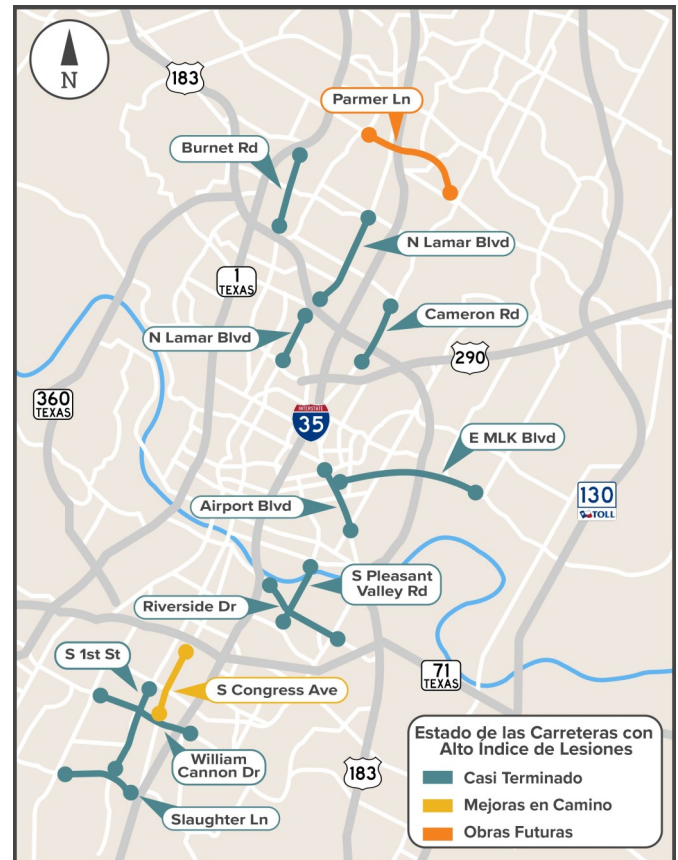 N
183
Parmer Ln
Burnet Rd
N Lamar Blvd
1
TEXAS
Cameron Rd
N Lamar Blvd
290
360
TEXAS
INTERSTATE
35
E MLK Blvd
130
TOLL
Airport Blvd
S Pleasant
Valley Rd
Riverside Dr
S 1st St
71
TEXAS
S Congress Ave
William
Cannon Dr
183
Slaughter Ln
Estado de las Carreteras con
Alto Índice de Lesiones
Casi Terminado
Mejoras en Camino
Obras Futuras